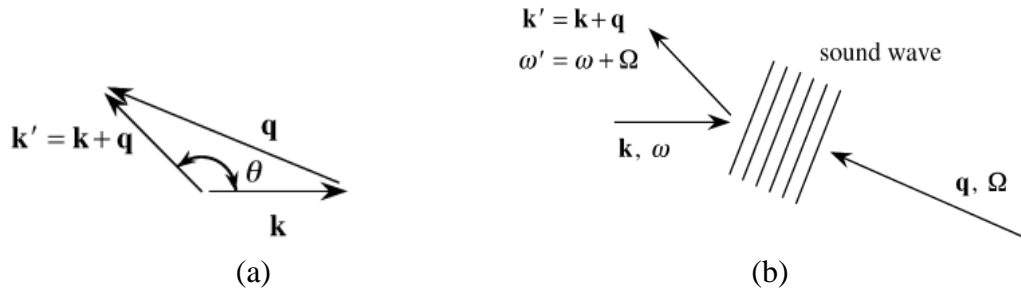 k′ = k + q
q
θ
k
(a)
k′ = k + q
ω′ = ω + Ω
sound wave
k, ω
q, Ω
(b)